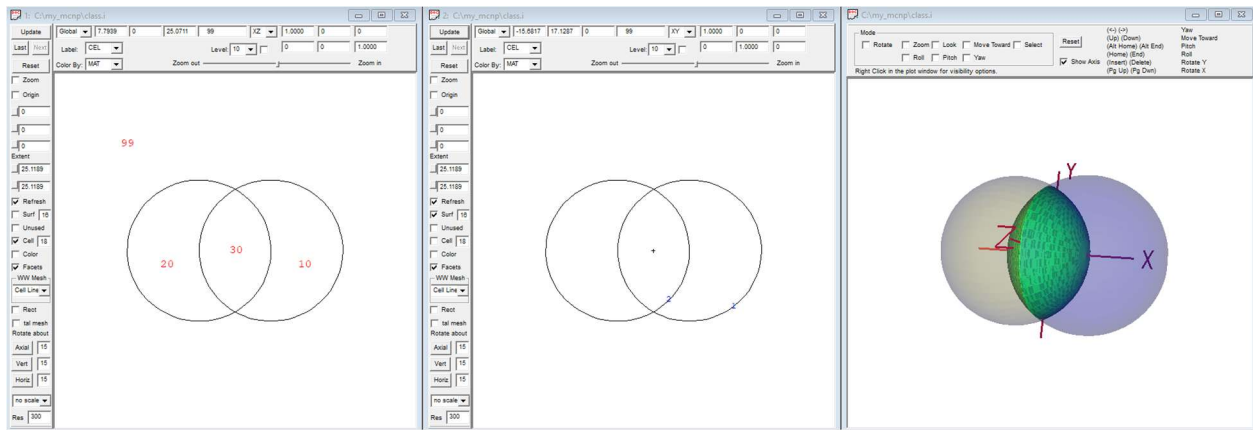 1: C:\my_mcnp\class.i
Update Global 7.7939 0 25.0711 99 XZ 1.0000 0 0
Last Next Label: CEL Level: 10 0 0 1.0000
Reset Color By: MAT Zoom out Zoom in
Zoom
Origin
0
0
0
Extent
25.1189
25.1189
Refresh
Surf 16
Unused
Cell 18
Color
Facets
WW Mesh
Cell Line
Rect
tal mesh
Rotate about
Axial 15
Vert 15
Horiz 15
no scale
Res 300
99
20 30 10
2: C:\my_mcnp\class.i
Update Global -15.6817 17.1287 0 99 XY 1.0000 0 0
Last Next Label: CEL Level: 10 0 1.0000 0
Reset Color By: MAT Zoom out Zoom in
Zoom
Origin
0
0
0
Extent
25.1189
25.1189
Refresh
Surf 16
Unused
Cell 18
Color
Facets
WW Mesh
Cell Line
Rect
tal mesh
Rotate about
Axial 15
Vert 15
Horiz 15
no scale
Res 300
2 1
C:\my_mcnp\class.i
Mode
Rotate Zoom Look Move Toward Select
Roll Pitch Yaw
Right Click in the plot window for visibility options.
Reset
Show Axis
(<-) (->) Yaw
(Up) (Down) Move Toward
(Alt Home) (Alt End) Pitch
(Home) (End) Roll
(Insert) (Delete) Rotate Y
(Pg Up) (Pg Dwn) Rotate X
Y
Z
X